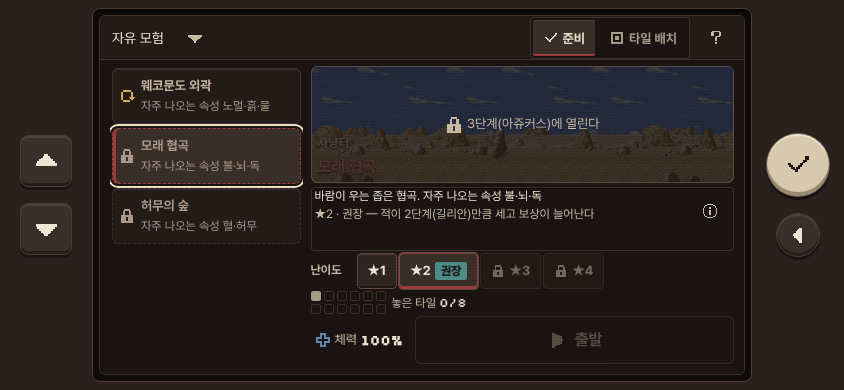 자유 모험
준비
타일 배치
?
웨코문도 외곽
자주 나오는 속성 노멀·흙·물
모래 협곡
자주 나오는 속성 불·뇌·독
허무의 숲
자주 나오는 속성 혈·허무
3단계(아쥬커스)에 열린다
사냥터
모래 협곡
바람이 우는 좁은 협곡. 자주 나오는 속성 불·뇌·독
★2 · 권장 — 적이 2단계(길리안)만큼 세고 보상이 늘어난다
난이도
★1
★2 권장
★3
★4
놓은 타일 0/8
체력 100%
출발